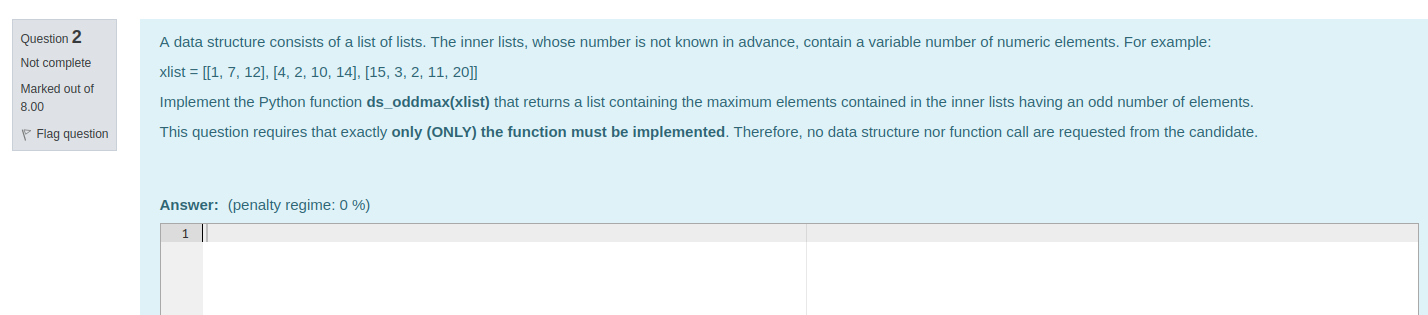 Question 2
Not complete
Marked out of
8.00
Flag question
A data structure consists of a list of lists. The inner lists, whose number is not known in advance, contain a variable number of numeric elements. For example:
xlist = [[1, 7, 12], [4, 2, 10, 14], [15, 3, 2, 11, 20]]
Implement the Python function ds_oddmax(xlist) that returns a list containing the maximum elements contained in the inner lists having an odd number of elements.
This question requires that exactly only (ONLY) the function must be implemented. Therefore, no data structure nor function call are requested from the candidate.
Answer: (penalty regime: 0 %)
1